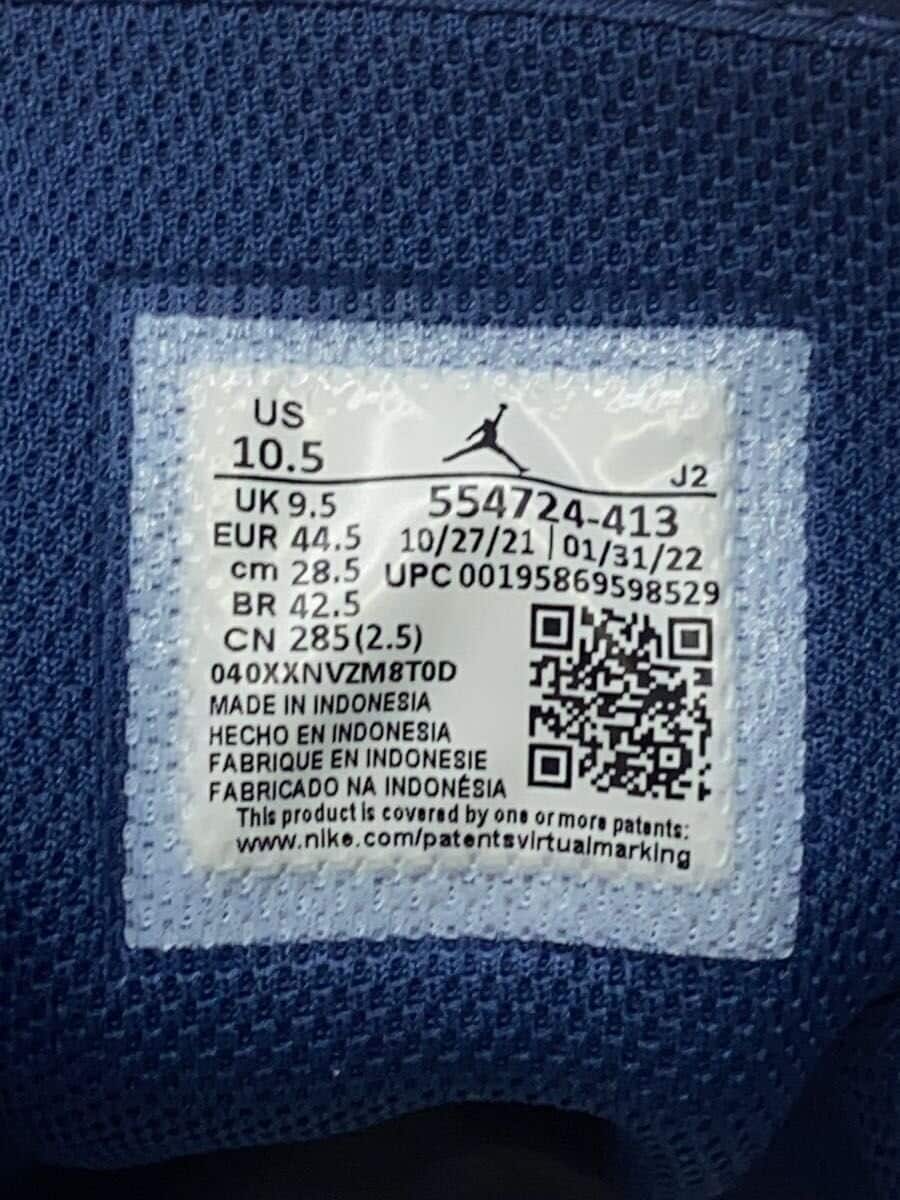 US
10.5
J2
UK 9.5
554724-413
EUR 44.5
10/27/21 | 01/31/22
cm 28.5
UPC 00195869598529
BR 42.5
CN 285(2.5)
040XXNVZM8T0D
MADE IN INDONESIA
HECHO EN INDONESIA
FABRIQUE EN INDONESIE
FABRICADO NA INDONÉSIA
This product is covered by one or more patents:
www.nike.com/patentsvirtualmarking